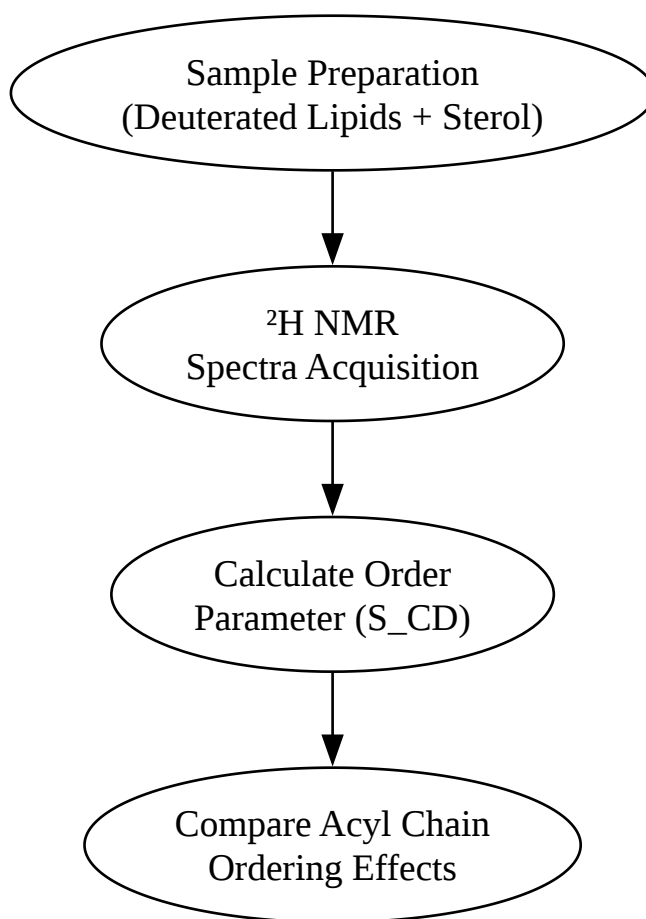 Sample Preparation
(Deuterated Lipids + Sterol)
²H NMR
Spectra Acquisition
Calculate Order
Parameter (S_CD)
Compare Acyl Chain
Ordering Effects